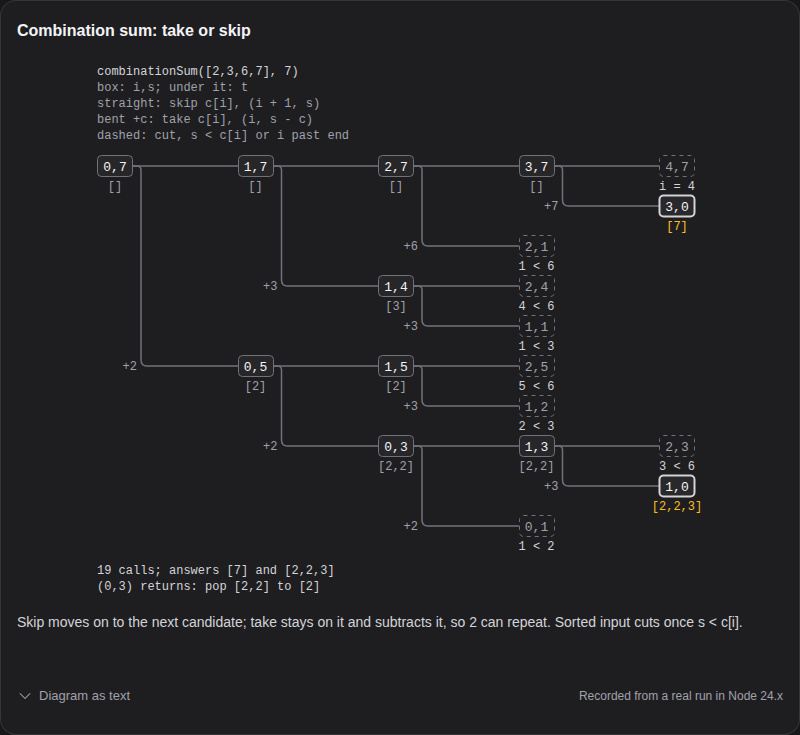 Combination sum: take or skip
combinationSum([2,3,6,7], 7)
box: i,s; under it: t
straight: skip c[i], (i + 1, s)
bent +c: take c[i], (i, s - c)
dashed: cut, s < c[i] or i past end
0,7 1,7 2,7 3,7 4,7
[] [] [] [] i = 4
+7 3,0
[7]
+6 2,1
1 < 6
+3 1,4 2,4
[3] 4 < 6
+3 1,1
1 < 3
+2 0,5 1,5 2,5
[2] [2] 5 < 6
+3 1,2
2 < 3
+2 0,3 1,3 2,3
[2,2] [2,2] 3 < 6
+3 1,0
[2,2,3]
+2 0,1
1 < 2
19 calls; answers [7] and [2,2,3]
(0,3) returns: pop [2,2] to [2]
Skip moves on to the next candidate; take stays on it and subtracts it, so 2 can repeat. Sorted input cuts once s < c[i].
Diagram as text Recorded from a real run in Node 24.x